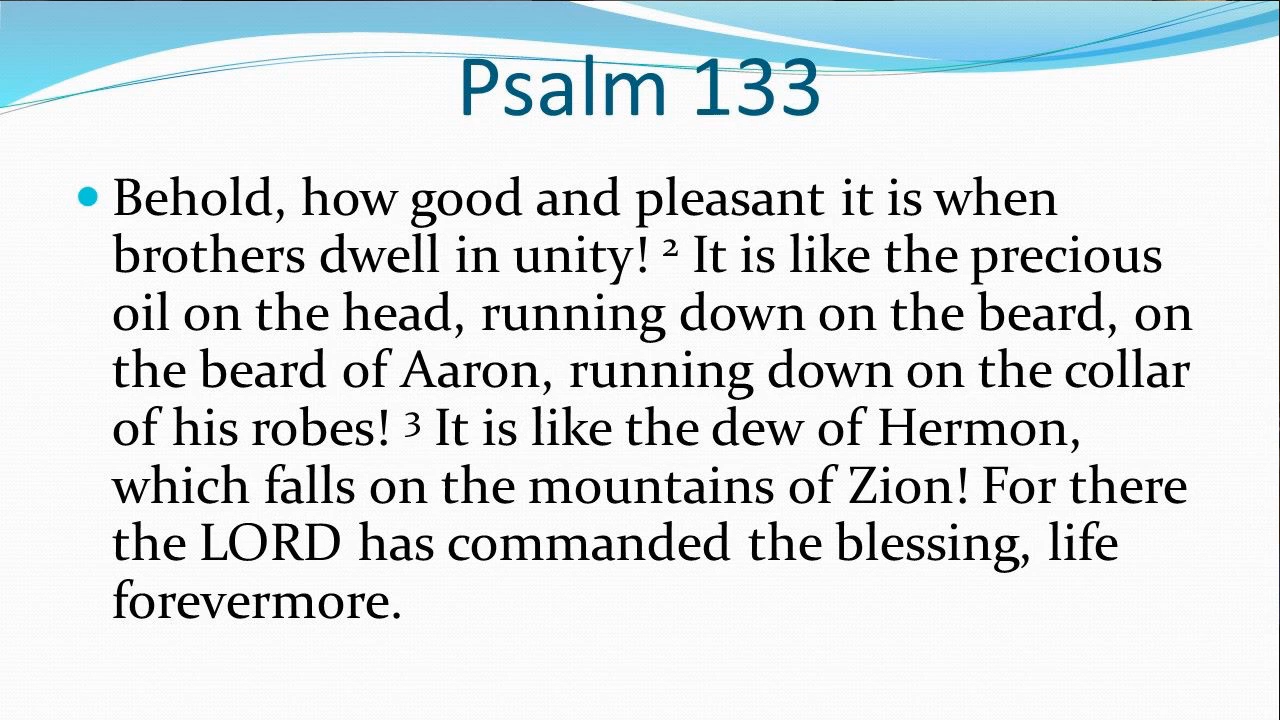 Psalm 133
• Behold, how good and pleasant it is when
brothers dwell in unity! ² It is like the precious
oil on the head, running down on the beard, on
the beard of Aaron, running down on the collar
of his robes! ³ It is like the dew of Hermon,
which falls on the mountains of Zion! For there
the LORD has commanded the blessing, life
forevermore.